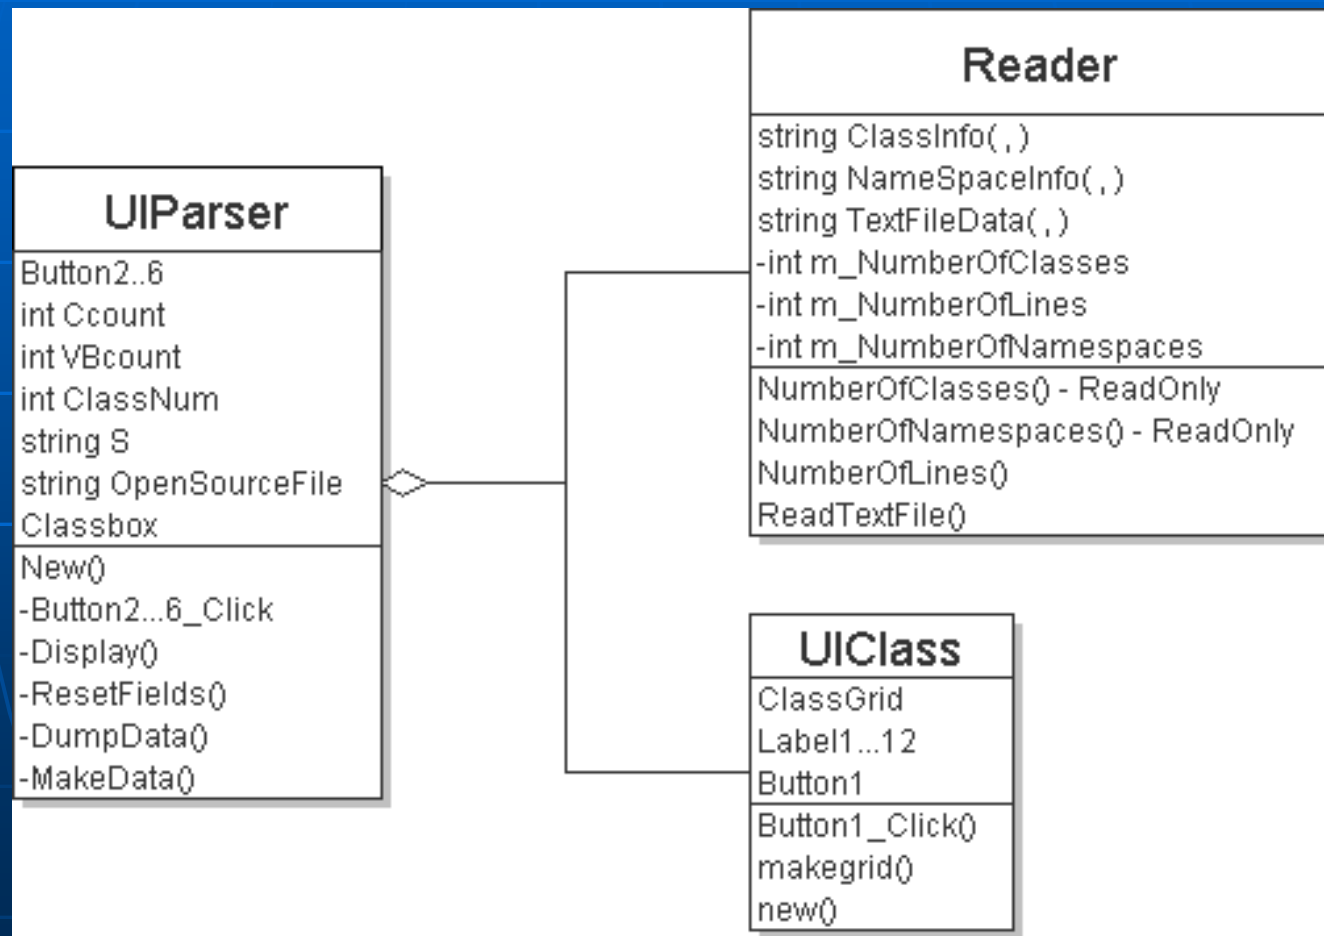 UIParser
Button2..6
int Ccount
int VBcount
int ClassNum
string S
string OpenSourceFile
Classbox
New()
-Button2...6_Click
-Display()
-ResetFields()
-DumpData()
-MakeData()
Reader
string ClassInfo( , )
string NameSpaceInfo( , )
string TextFileData( , )
-int m_NumberOfClasses
-int m_NumberOfLines
-int m_NumberOfNamespaces
NumberOfClasses() - ReadOnly
NumberOfNamespaces() - ReadOnly
NumberOfLines()
ReadTextFile()
UIClass
ClassGrid
Label1...12
Button1
Button1_Click()
makegrid()
new()